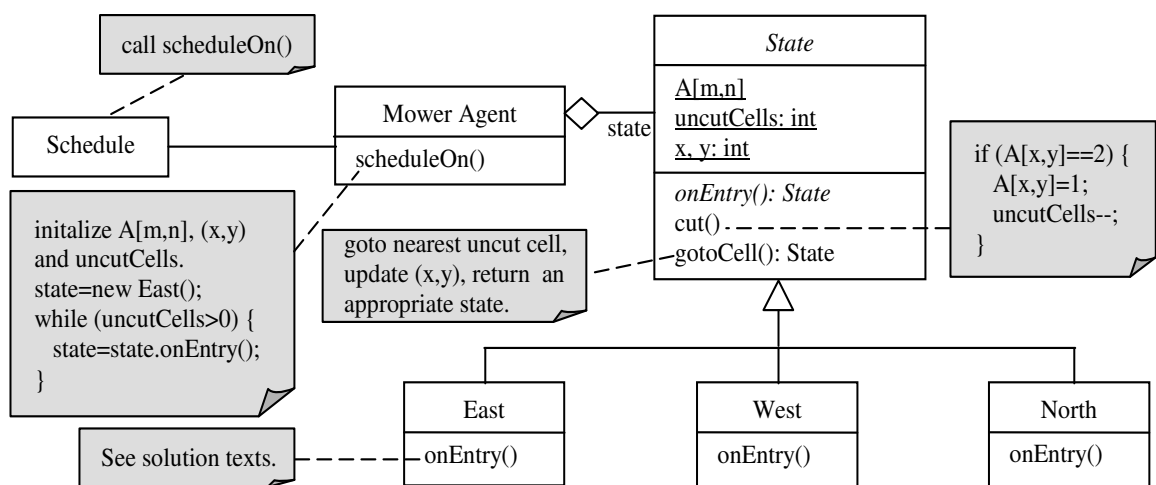 call scheduleOn()
Schedule
Mower Agent
scheduleOn()
state
State
A[m,n]
uncutCells: int
x, y: int
onEntry(): State
cut()
gotoCell(): State
if (A[x,y]==2) {
A[x,y]=1;
uncutCells--;
}
initalize A[m,n], (x,y)
and uncutCells.
state=new East();
while (uncutCells>0) {
state=state.onEntry();
}
goto nearest uncut cell,
update (x,y), return an
appropriate state.
East
onEntry()
West
onEntry()
North
onEntry()
See solution texts.